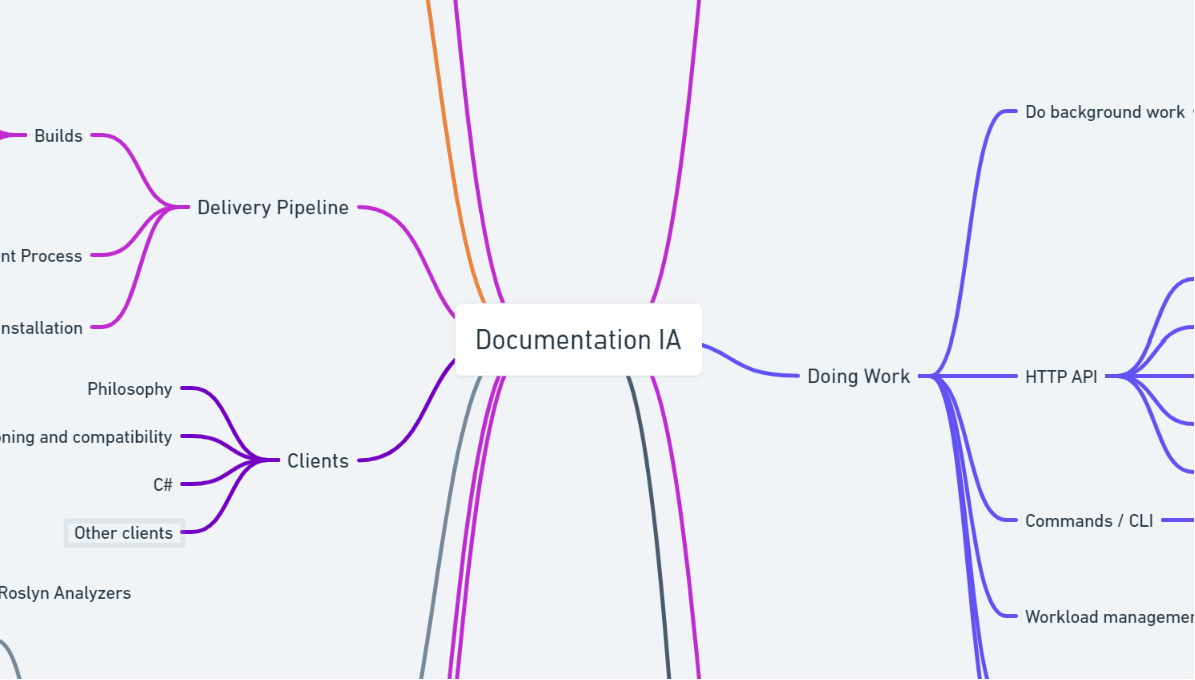 Do background work
Builds
Delivery Pipeline
nt Process
nstallation
Documentation IA
Doing Work
HTTP API
Philosophy
ning and compatibility
Clients
C#
Other clients
Commands / CLI
Roslyn Analyzers
Workload managemen